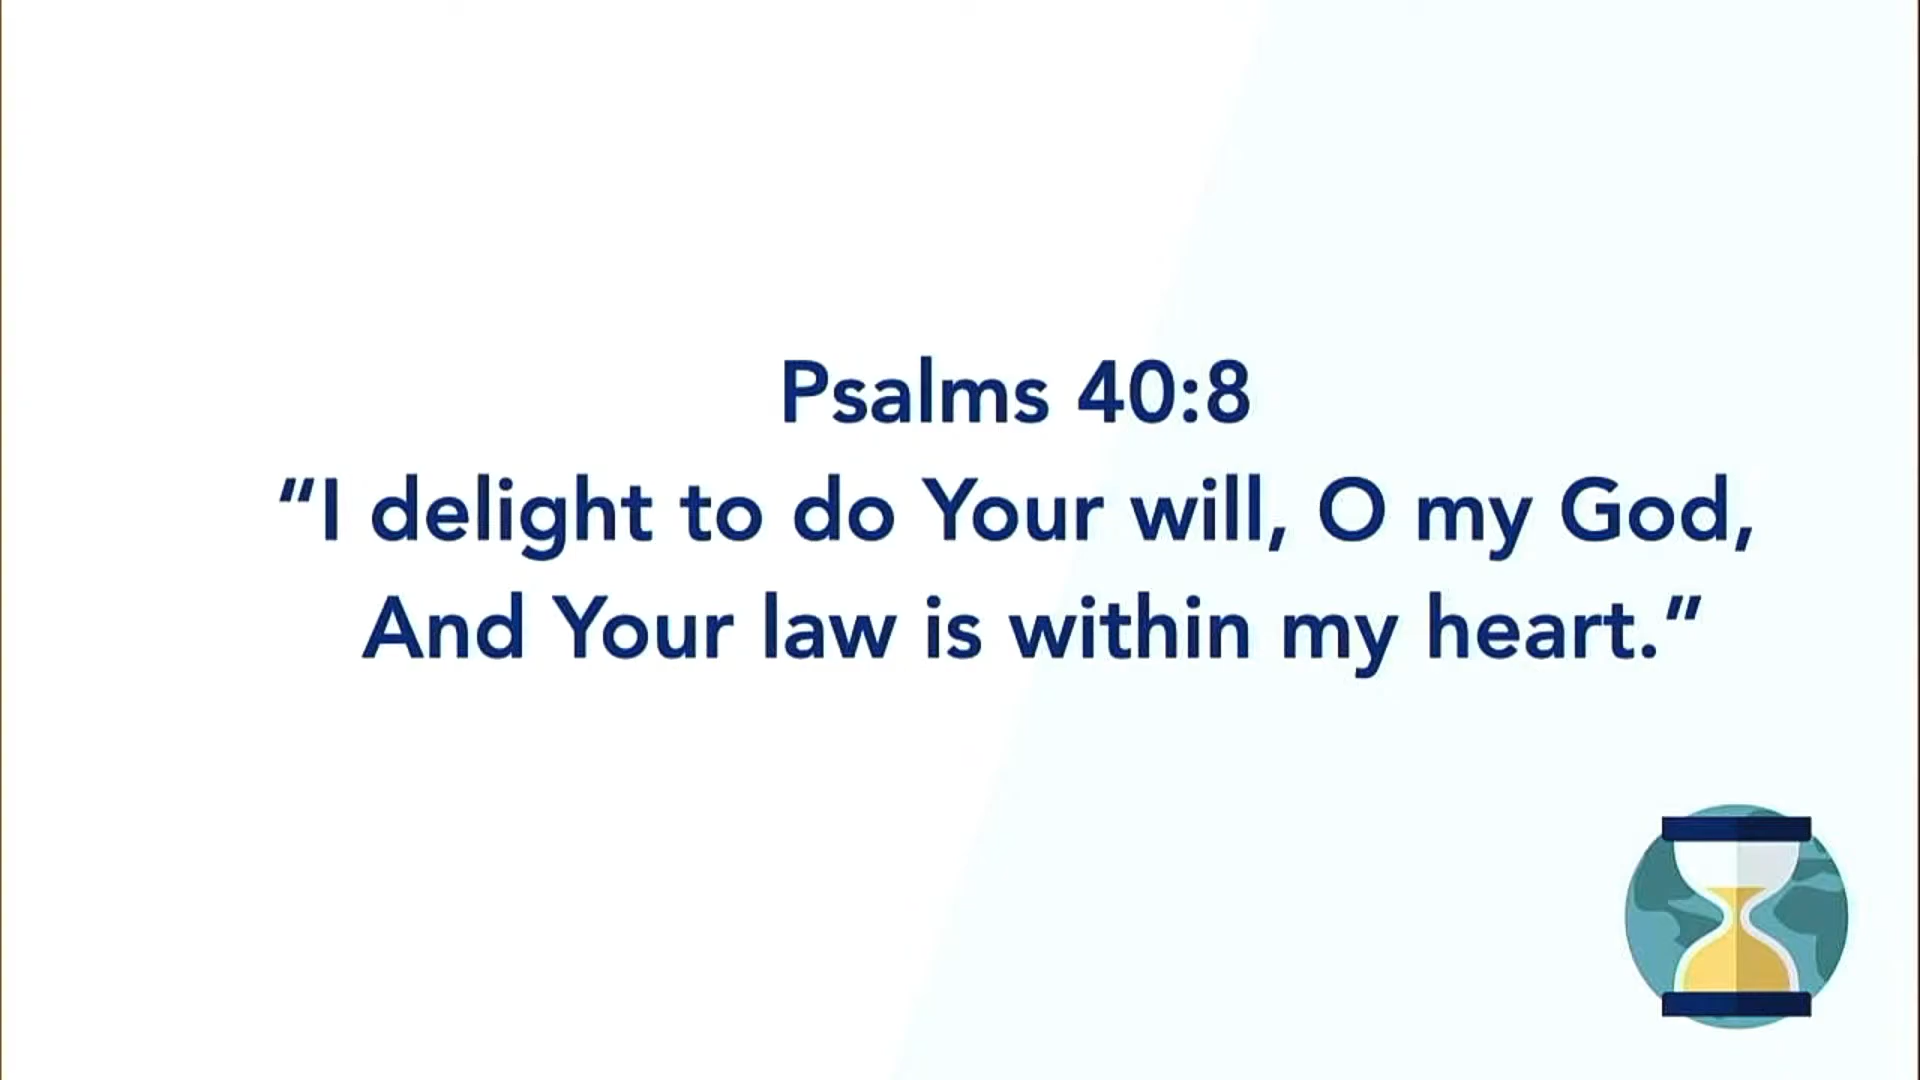 Psalms 40:8
“I delight to do Your will, O my God,
And Your law is within my heart.”